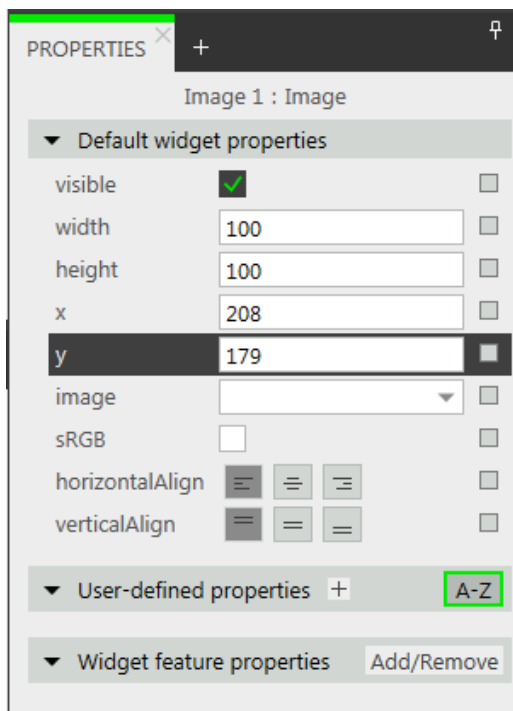 PROPERTIES
Image 1 : Image
Default widget properties
visible
width 100
height 100
x 208
y 179
image
sRGB
horizontalAlign
verticalAlign
User-defined properties + A-Z
Widget feature properties Add/Remove